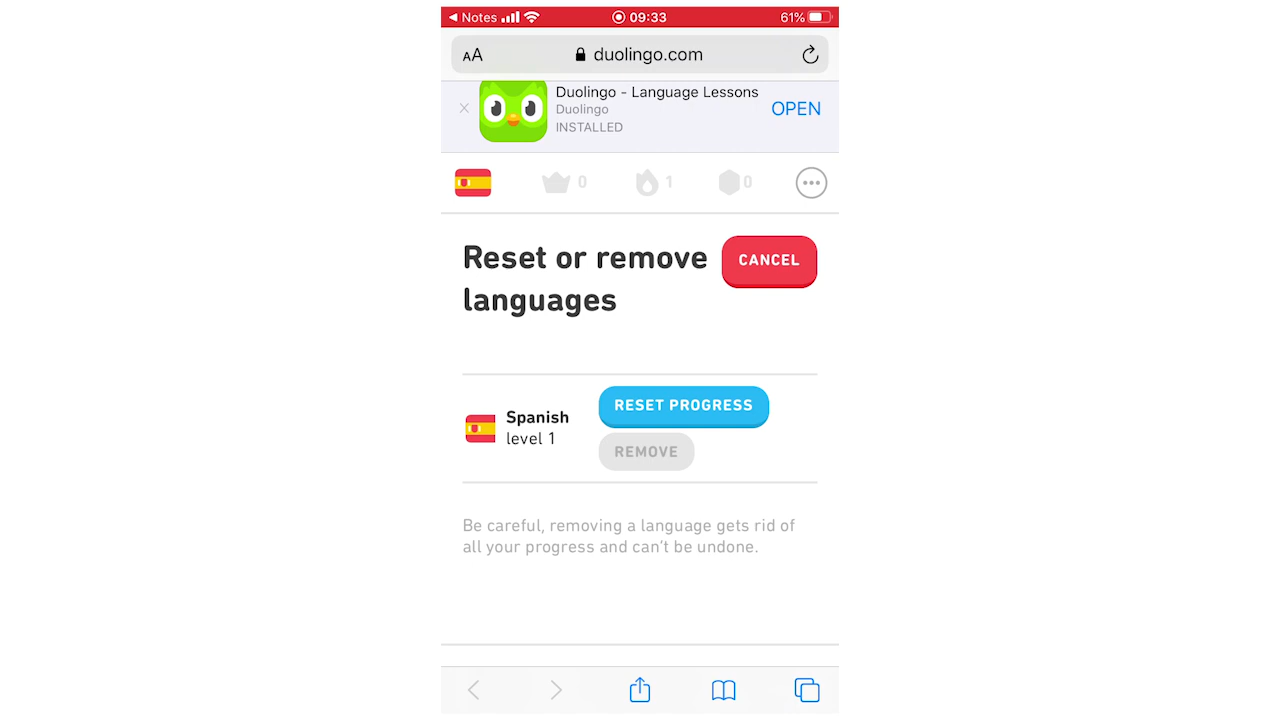 Notes 09:33 61%
AA duolingo.com
Duolingo - Language Lessons
Duolingo
INSTALLED
OPEN
0 1 0
Reset or remove
languages
CANCEL
Spanish
level 1
RESET PROGRESS
REMOVE
Be careful, removing a language gets rid of
all your progress and can't be undone.